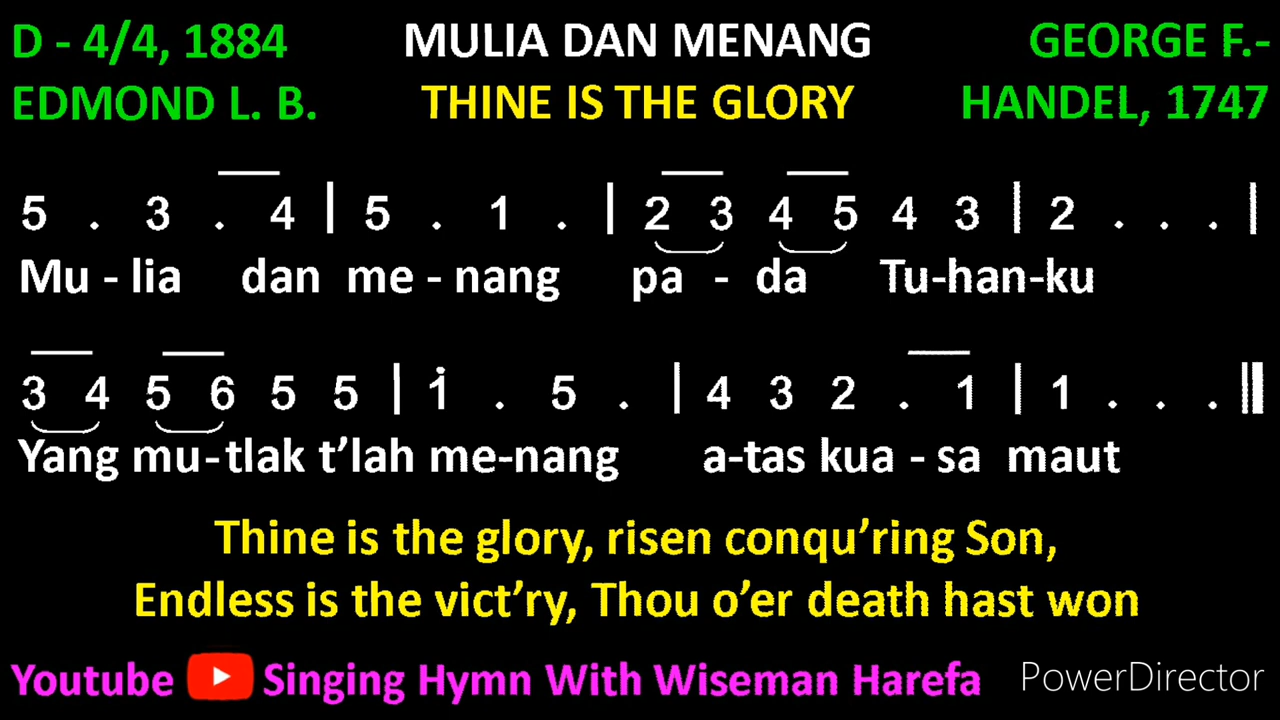 D - 4/4, 1884 MULIA DAN MENANG GEORGE F.-
EDMOND L. B. THINE IS THE GLORY HANDEL, 1747
5 . 3 . 4 | 5 . 1 . | 2 3 4 5 4 3 | 2 . . . |
Mu - lia dan me - nang pa - da Tu-han-ku
3 4 5 6 5 5 | 1̇ . 5 . | 4 3 2 . 1 | 1 . . . ||
Yang mu-tlak t’lah me-nang a-tas kua - sa maut
Thine is the glory, risen conqu’ring Son,
Endless is the vict’ry, Thou o’er death hast won
Youtube Singing Hymn With Wiseman Harefa PowerDirector